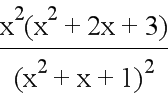 x²(x² + 2x + 3)
(x² + x + 1)²